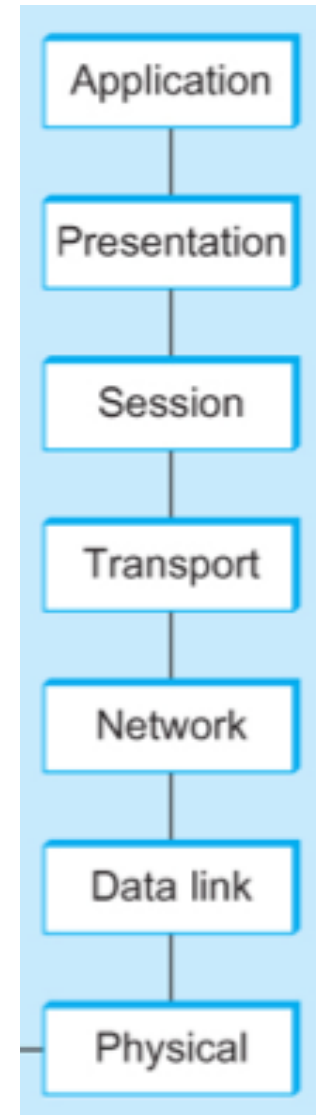 Application
Presentation
Session
Transport
Network
Data link
Physical